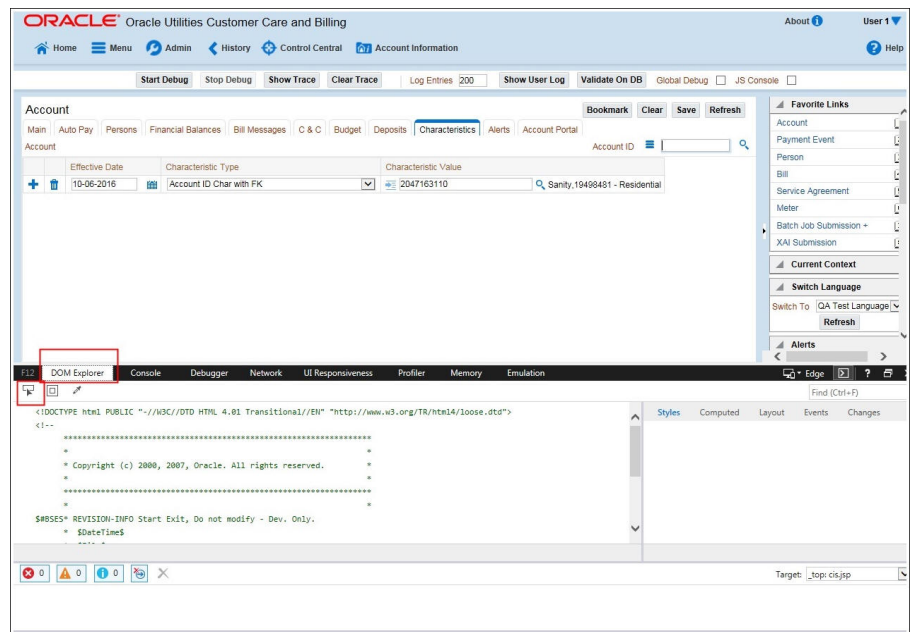 ORACLE® Oracle Utilities Customer Care and Billing About User 1
Home Menu Admin History Control Central Account Information Help
Start Debug Stop Debug Show Trace Clear Trace Log Entries 200 Show User Log Validate On DB Global Debug JS Console
Account Bookmark Clear Save Refresh
Main Auto Pay Persons Financial Balances Bill Messages C & C Budget Deposits Characteristics Alerts Account Portal
Account Account ID
Effective Date Characteristic Type Characteristic Value
10-06-2016 Account ID Char with FK 2047163110 Sanity,19498481 - Residential
Favorite Links
Account
Payment Event
Person
Bill
Service Agreement
Meter
Batch Job Submission +
XAI Submission
Current Context
Switch Language
Switch To QA Test Language
Refresh
Alerts
F12 DOM Explorer Console Debugger Network UI Responsiveness Profiler Memory Emulation Edge ?
Find (Ctrl+F)
<!DOCTYPE html PUBLIC "-//W3C//DTD HTML 4.01 Transitional//EN" "http://www.w3.org/TR/html4/loose.dtd">
<!--
* Copyright (c) 2000, 2007, Oracle. All rights reserved. *
$#BSES* REVISION-INFO Start Exit, Do not modify - Dev. Only.
* $DateTime$
Styles Computed Layout Events Changes
0 0 0 Target: _top: cis.jsp